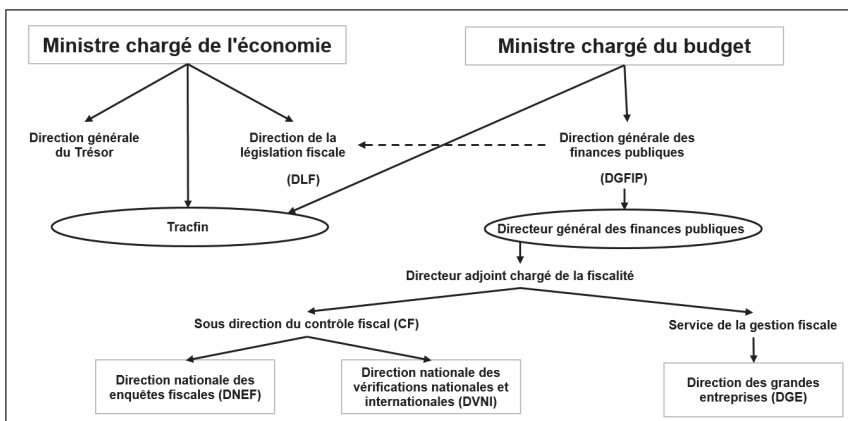 Ministre chargé de l'économie
Ministre chargé du budget
Direction générale
du Trésor
Direction de la
législation fiscale
(DLF)
Direction générale des
finances publiques
(DGFIP)
Tracfin
Directeur général des finances publiques
Directeur adjoint chargé de la fiscalité
Sous direction du contrôle fiscal (CF)
Service de la gestion fiscale
Direction nationale des
enquêtes fiscales (DNEF)
Direction nationale des
vérifications nationales et
internationales (DVNI)
Direction des grandes
entreprises (DGE)